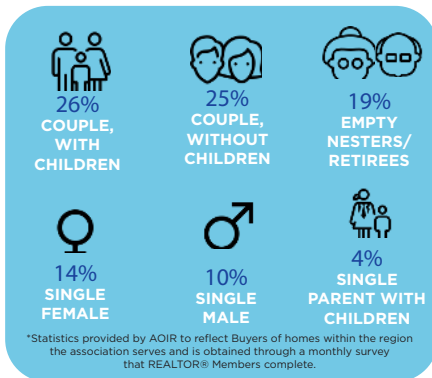 26%
COUPLE,
WITH
CHILDREN
25%
COUPLE,
WITHOUT
CHILDREN
19%
EMPTY
NESTERS/
RETIREES
14%
SINGLE
FEMALE
10%
SINGLE
MALE
4%
SINGLE
PARENT WITH
CHILDREN
*Statistics provided by AOIR to reflect Buyers of homes within the region
the association serves and is obtained through a monthly survey
that REALTOR® Members complete.